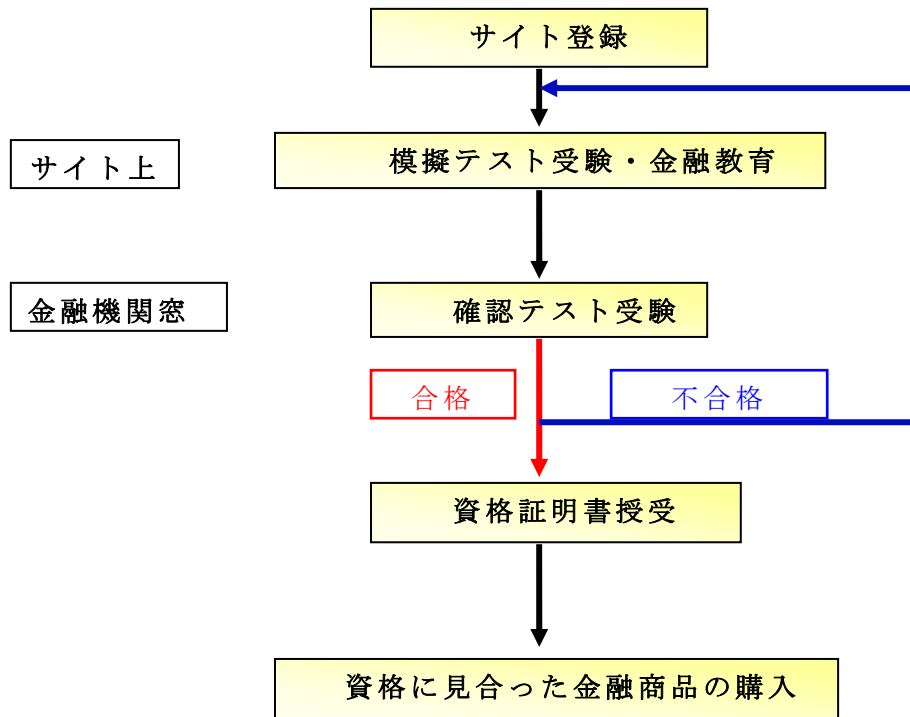 サイト登録
サイト上
模擬テスト受験・金融教育
金融機関窓
確認テスト受験
合格
不合格
資格証明書授受
資格に見合った金融商品の購入